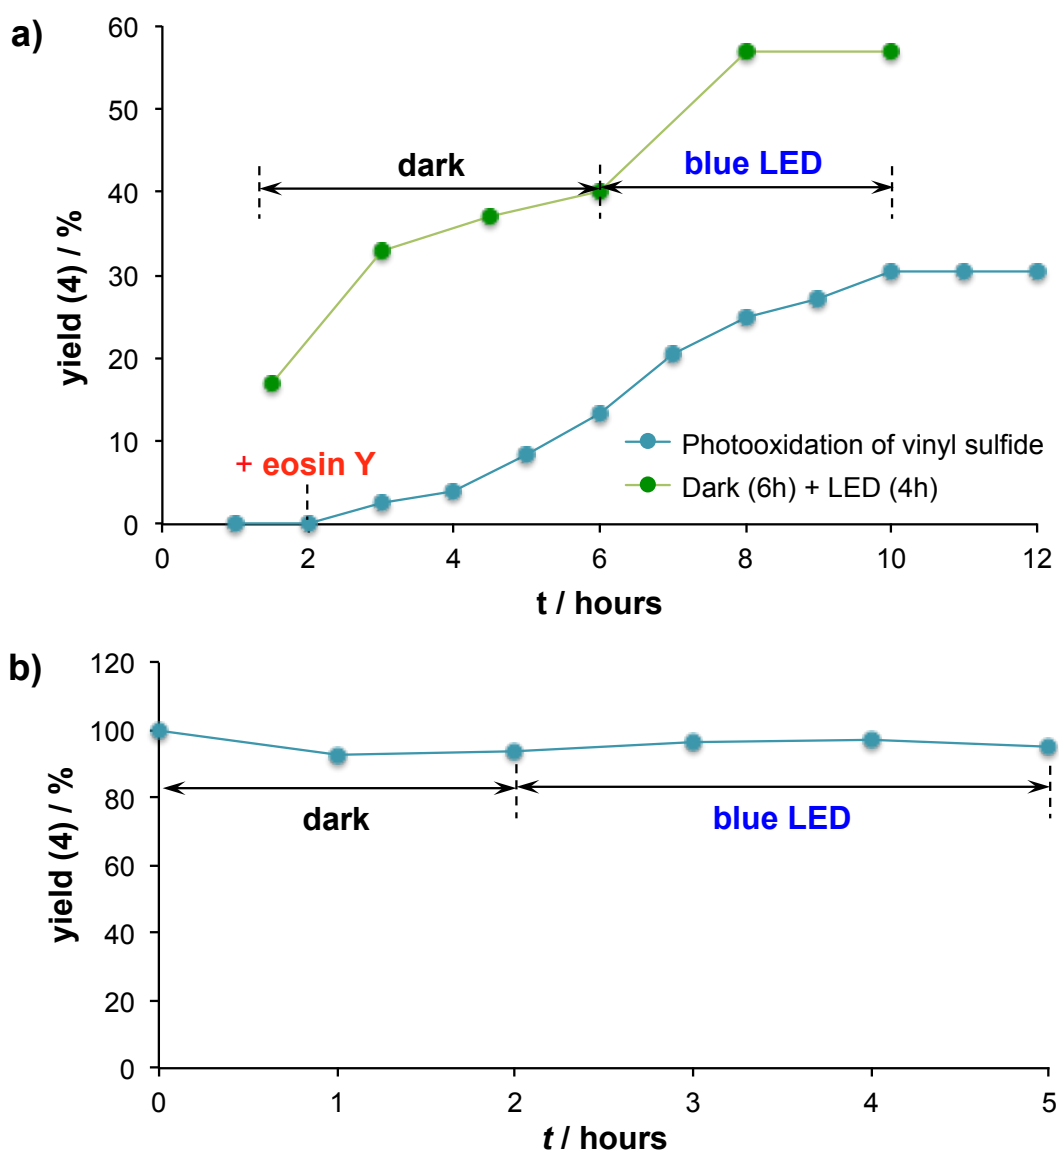 a)
60
50
40
30
20
10
0
yield (4) / %
dark
blue LED
+ eosin Y
Photooxidation of vinyl sulfide
Dark (6h) + LED (4h)
0 2 4 6 8 10 12
t / hours
b)
120
100
80
60
40
20
0
yield (4) / %
dark
blue LED
0 1 2 3 4 5
t / hours